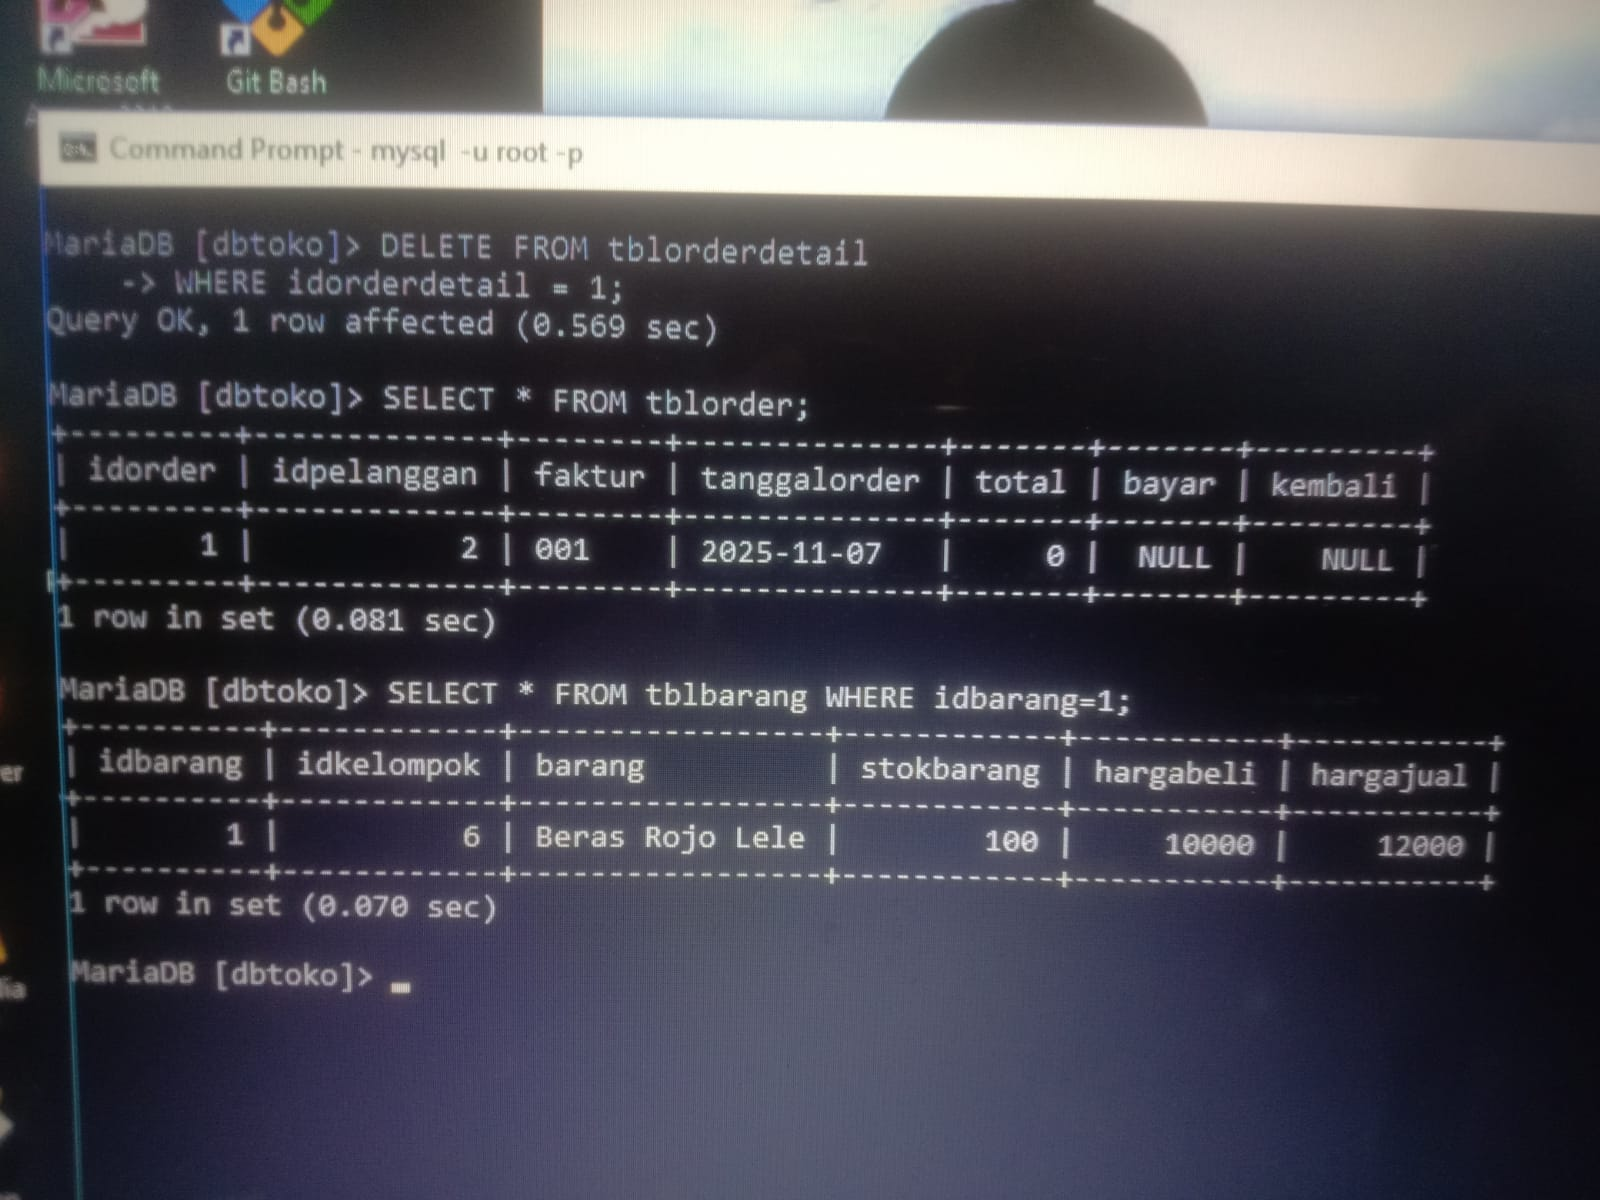 Microsoft
Git Bash
Command Prompt - mysql -u root -p
MariaDB [dbtoko]> DELETE FROM tblorderdetail
    -> WHERE idorderdetail = 1;
Query OK, 1 row affected (0.569 sec)
MariaDB [dbtoko]> SELECT * FROM tblorder;
+---------+-------------+--------+--------------+-------+-------+---------+
| idorder | idpelanggan | faktur | tanggalorder | total | bayar | kembali |
+---------+-------------+--------+--------------+-------+-------+---------+
|       1 |           2 | 001    | 2025-11-07   |     0 |  NULL |    NULL |
+---------+-------------+--------+--------------+-------+-------+---------+
1 row in set (0.081 sec)
MariaDB [dbtoko]> SELECT * FROM tblbarang WHERE idbarang=1;
+----------+------------+-----------------+------------+-----------+-----------+
| idbarang | idkelompok | barang          | stokbarang | hargabeli | hargajual |
+----------+------------+-----------------+------------+-----------+-----------+
|        1 |          6 | Beras Rojo Lele |        100 |     10000 |     12000 |
+----------+------------+-----------------+------------+-----------+-----------+
1 row in set (0.070 sec)
MariaDB [dbtoko]>